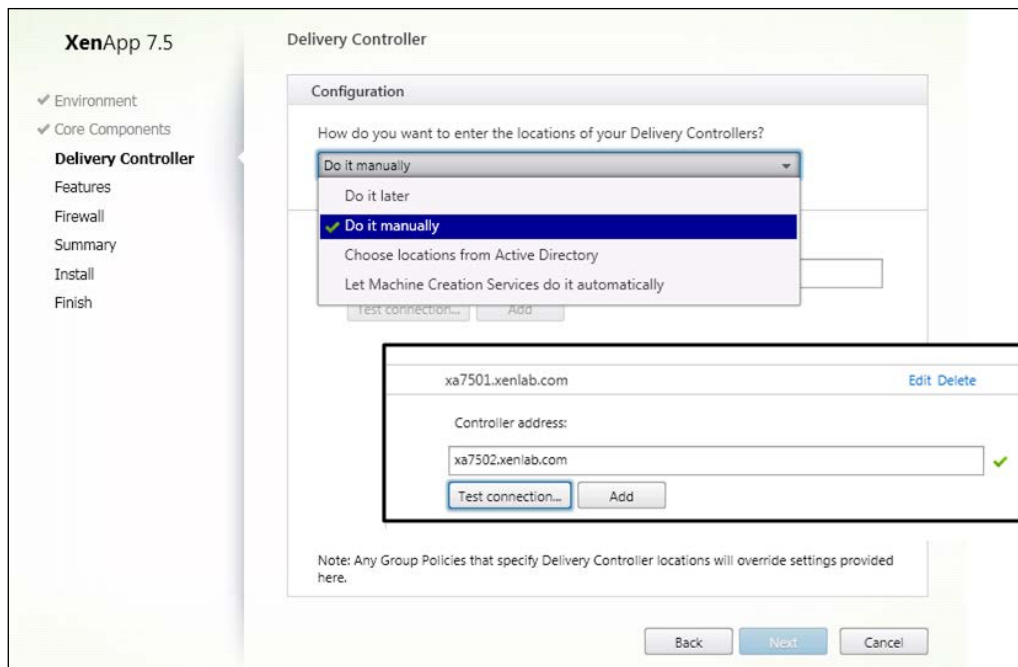 XenApp 7.5
Environment
Core Components
Delivery Controller
Features
Firewall
Summary
Install
Finish
Delivery Controller
Configuration
How do you want to enter the locations of your Delivery Controllers?
Do it manually
Do it later
Do it manually
Choose locations from Active Directory
Let Machine Creation Services do it automatically
Test connection... Add
xa7501.xenlab.com Edit Delete
Controller address:
xa7502.xenlab.com
Test connection... Add
Note: Any Group Policies that specify Delivery Controller locations will override settings provided
here.
Back Next Cancel